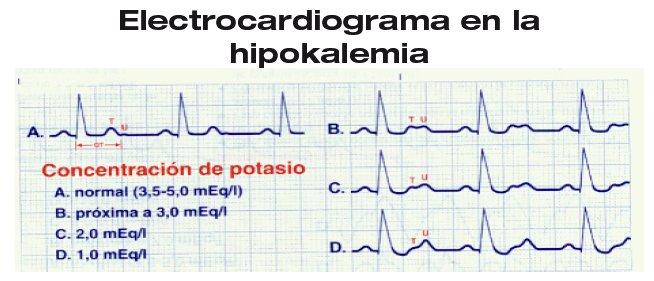 Electrocardiograma en la
hipokalemia
A.
T
U
QT
B.
T U
Concentración de potasio
A. normal (3,5-5,0 mEq/l)
B. próxima a 3,0 mEq/l
C. 2,0 mEq/l
D. 1,0 mEq/l
C.
T U
D.
T
U